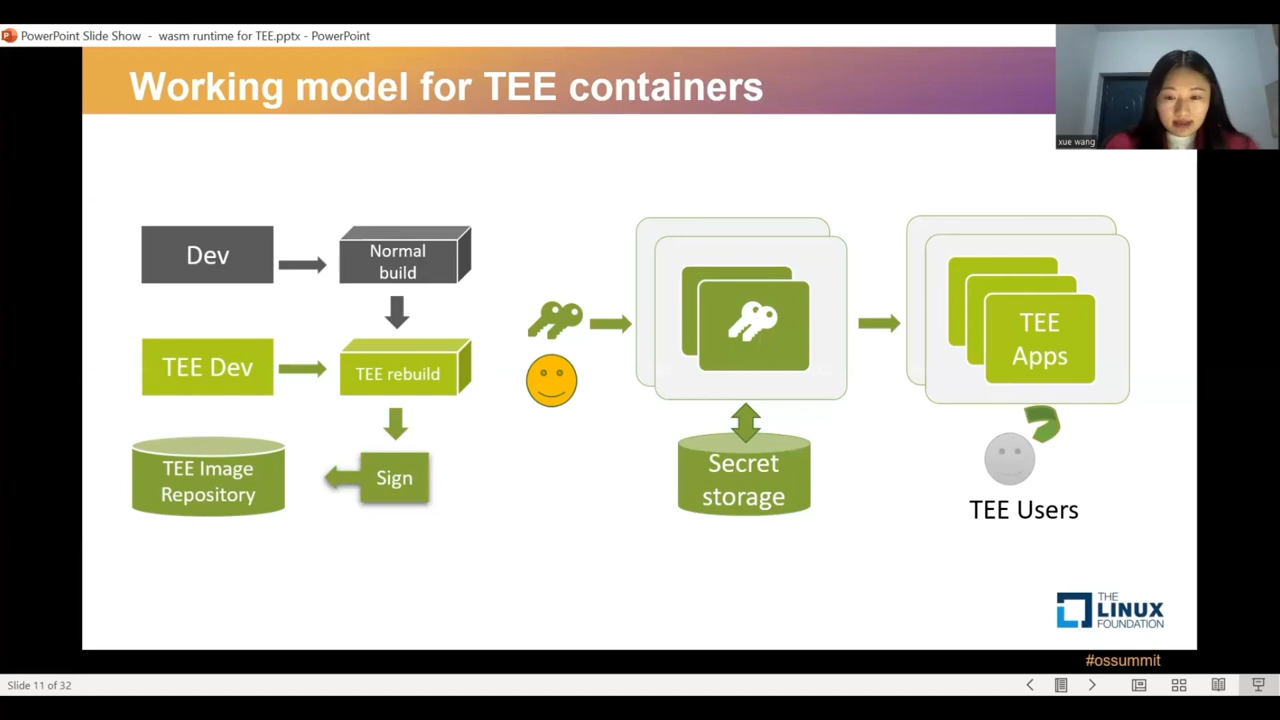 PowerPoint Slide Show - wasm runtime for TEE.pptx - PowerPoint
Working model for TEE containers
xue wang
Dev
Normal
build
TEE Dev
TEE rebuild
TEE Image
Repository
Sign
Secret
storage
TEE
Apps
TEE Users
THE
LINUX
FOUNDATION
#ossummit
Slide 11 of 32